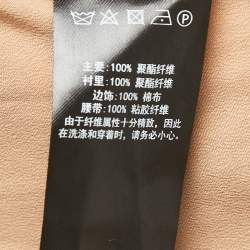 主要: 100% 聚酯纤维
衬里: 100% 聚酯纤维
边饰: 100% 棉布
腰带: 100% 粘胶纤维
由于纤维属性十分精致，因此
在洗涤和穿着时，请务必小心。